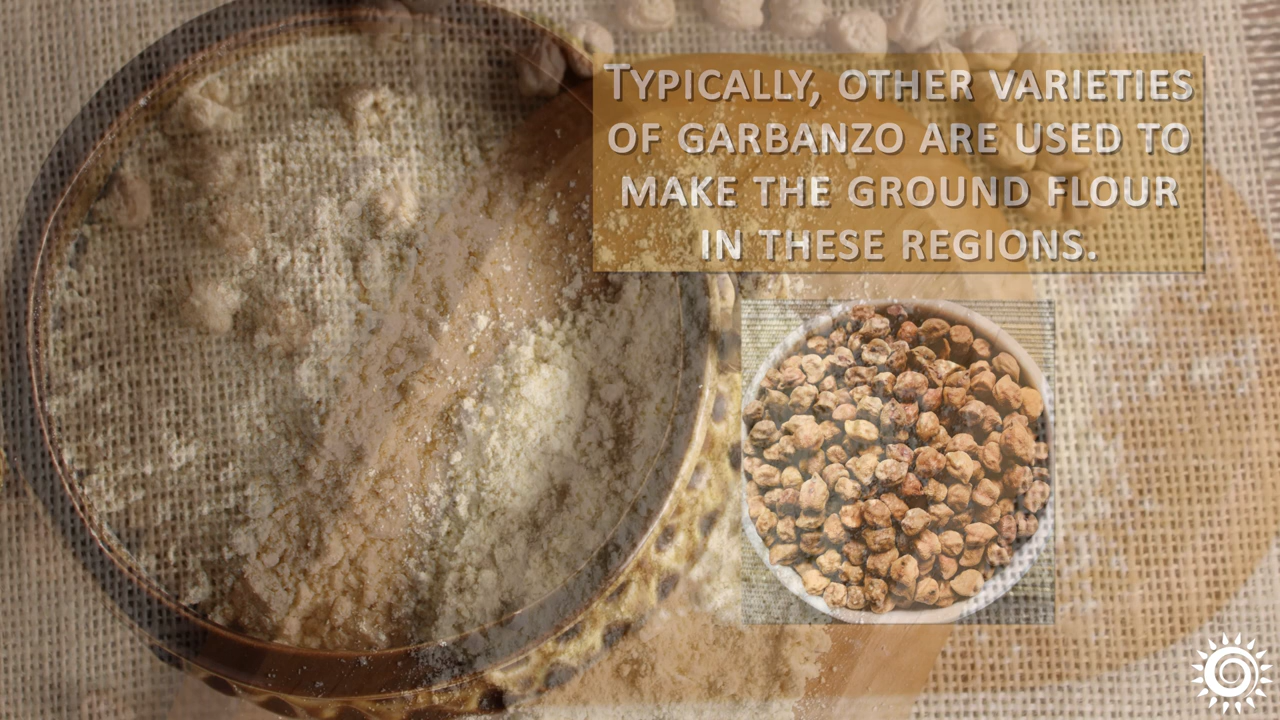 Typically, other varieties
of garbanzo are used to
make the ground flour
in these regions.